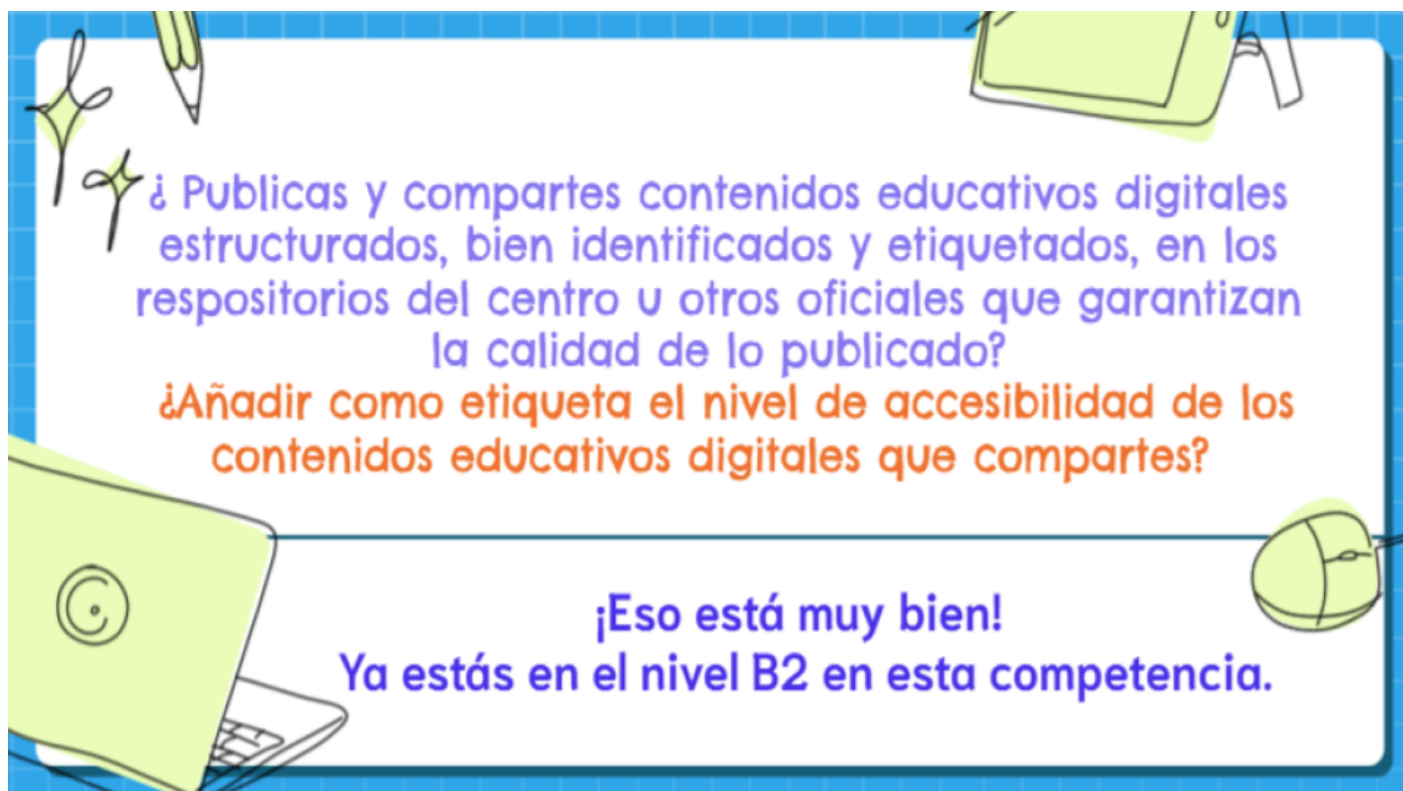 ¿ Publicas y compartes contenidos educativos digitales
estructurados, bien identificados y etiquetados, en los
respositorios del centro u otros oficiales que garantizan
la calidad de lo publicado?
¿Añadir como etiqueta el nivel de accesibilidad de los
contenidos educativos digitales que compartes?
¡Eso está muy bien!
Ya estás en el nivel B2 en esta competencia.